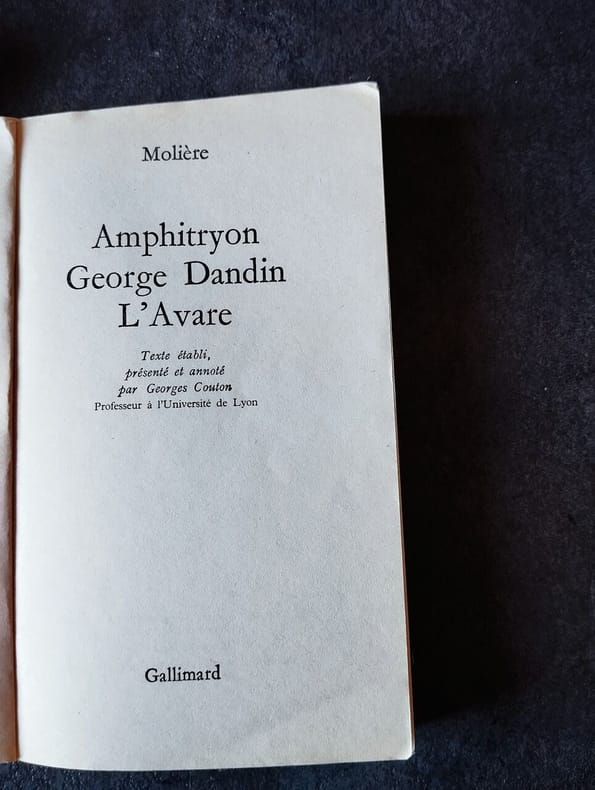 Molière
Amphitryon
George Dandin
L'Avare
Texte établi,
présenté et annoté
par Georges Couton
Professeur à l'Université de Lyon
Gallimard